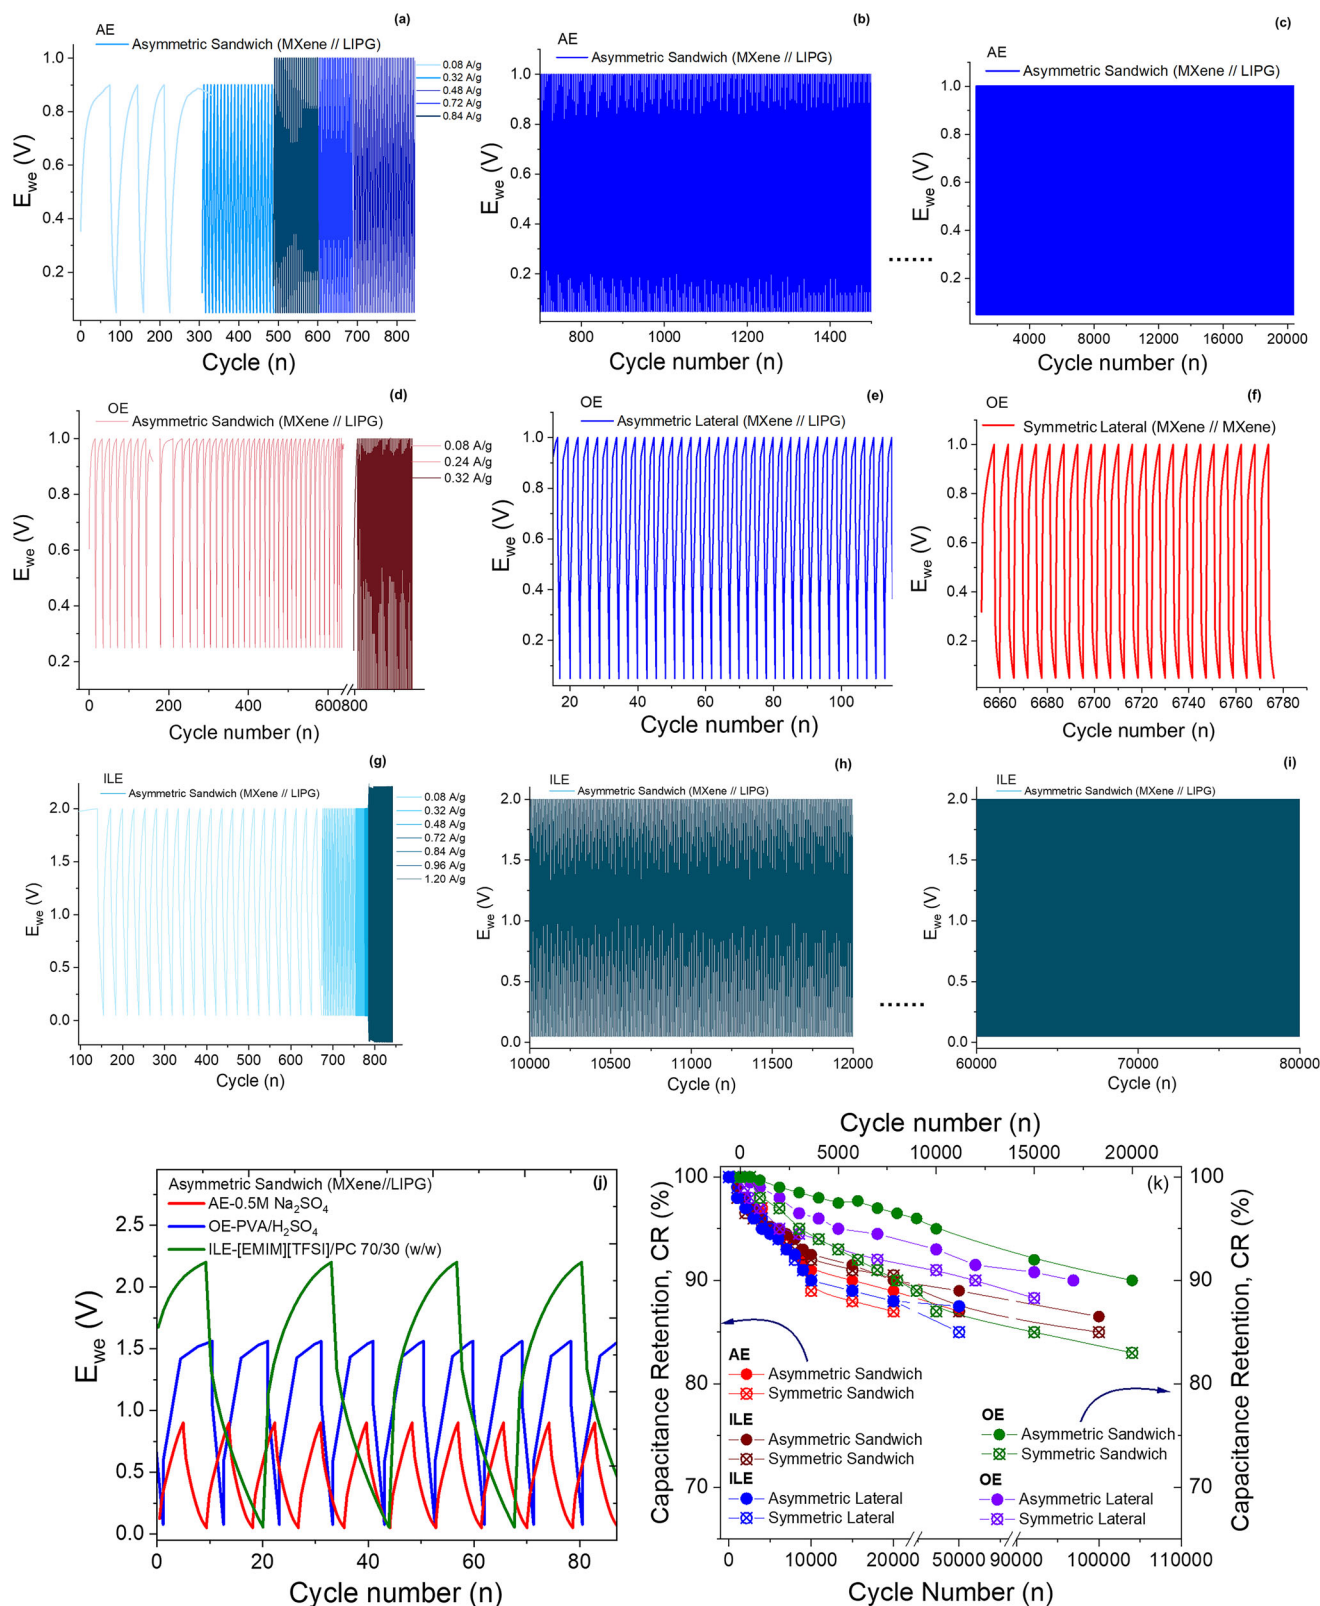 (a)
AE
Asymmetric Sandwich (MXene // LIPG)
0.08 A/g
0.32 A/g
0.48 A/g
0.72 A/g
0.84 A/g
1.0
0.8
0.6
0.4
0.2
E_we (V)
0 100 200 300 400 500 600 700 800
Cycle (n)
(b)
AE
Asymmetric Sandwich (MXene // LIPG)
1.0
0.8
0.6
0.4
0.2
E_we (V)
800 1000 1200 1400
Cycle number (n)
......
(c)
AE
Asymmetric Sandwich (MXene // LIPG)
1.0
0.8
0.6
0.4
0.2
E_we (V)
4000 8000 12000 16000 20000
Cycle number (n)
(d)
OE
Asymmetric Sandwich (MXene // LIPG)
0.08 A/g
0.24 A/g
0.32 A/g
1.0
0.8
0.6
0.4
0.2
E_we (V)
0 200 400 600 800
Cycle number (n)
(e)
OE
Asymmetric Lateral (MXene // LIPG)
1.0
0.8
0.6
0.4
0.2
E_we (V)
20 40 60 80 100
Cycle number (n)
(f)
OE
Symmetric Lateral (MXene // MXene)
1.0
0.8
0.6
0.4
0.2
E_we (V)
6660 6680 6700 6720 6740 6760 6780
Cycle number (n)
(g)
ILE
Asymmetric Sandwich (MXene // LIPG)
0.08 A/g
0.32 A/g
0.48 A/g
0.72 A/g
0.84 A/g
0.96 A/g
1.20 A/g
2.0
1.5
1.0
0.5
0.0
E_we (V)
100 200 300 400 500 600 700 800
Cycle (n)
(h)
ILE
Asymmetric Sandwich (MXene // LIPG)
2.0
1.5
1.0
0.5
0.0
E_we (V)
10000 10500 11000 11500 12000
Cycle (n)
......
(i)
ILE
Asymmetric Sandwich (MXene // LIPG)
2.0
1.5
1.0
0.5
0.0
E_we (V)
60000 70000 80000
Cycle (n)
(j)
Asymmetric Sandwich (MXene//LIPG)
AE-0.5M Na₂SO₄
OE-PVA/H₂SO₄
ILE-[EMIM][TFSI]/PC 70/30 (w/w)
2.5
2.0
1.5
1.0
0.5
0.0
E_we (V)
0 20 40 60 80
Cycle number (n)
Cycle number (n)
0 5000 10000 15000 20000
(k)
100
90
80
70
Capacitance Retention, CR (%)
AE
Asymmetric Sandwich
Symmetric Sandwich
ILE
Asymmetric Sandwich
Symmetric Sandwich
ILE
Asymmetric Lateral
Symmetric Lateral
OE
Asymmetric Sandwich
Symmetric Sandwich
OE
Asymmetric Lateral
Symmetric Lateral
100
90
80
70
Capacitance Retention, CR (%)
0 10000 20000 50000 90000 100000 110000
Cycle Number (n)